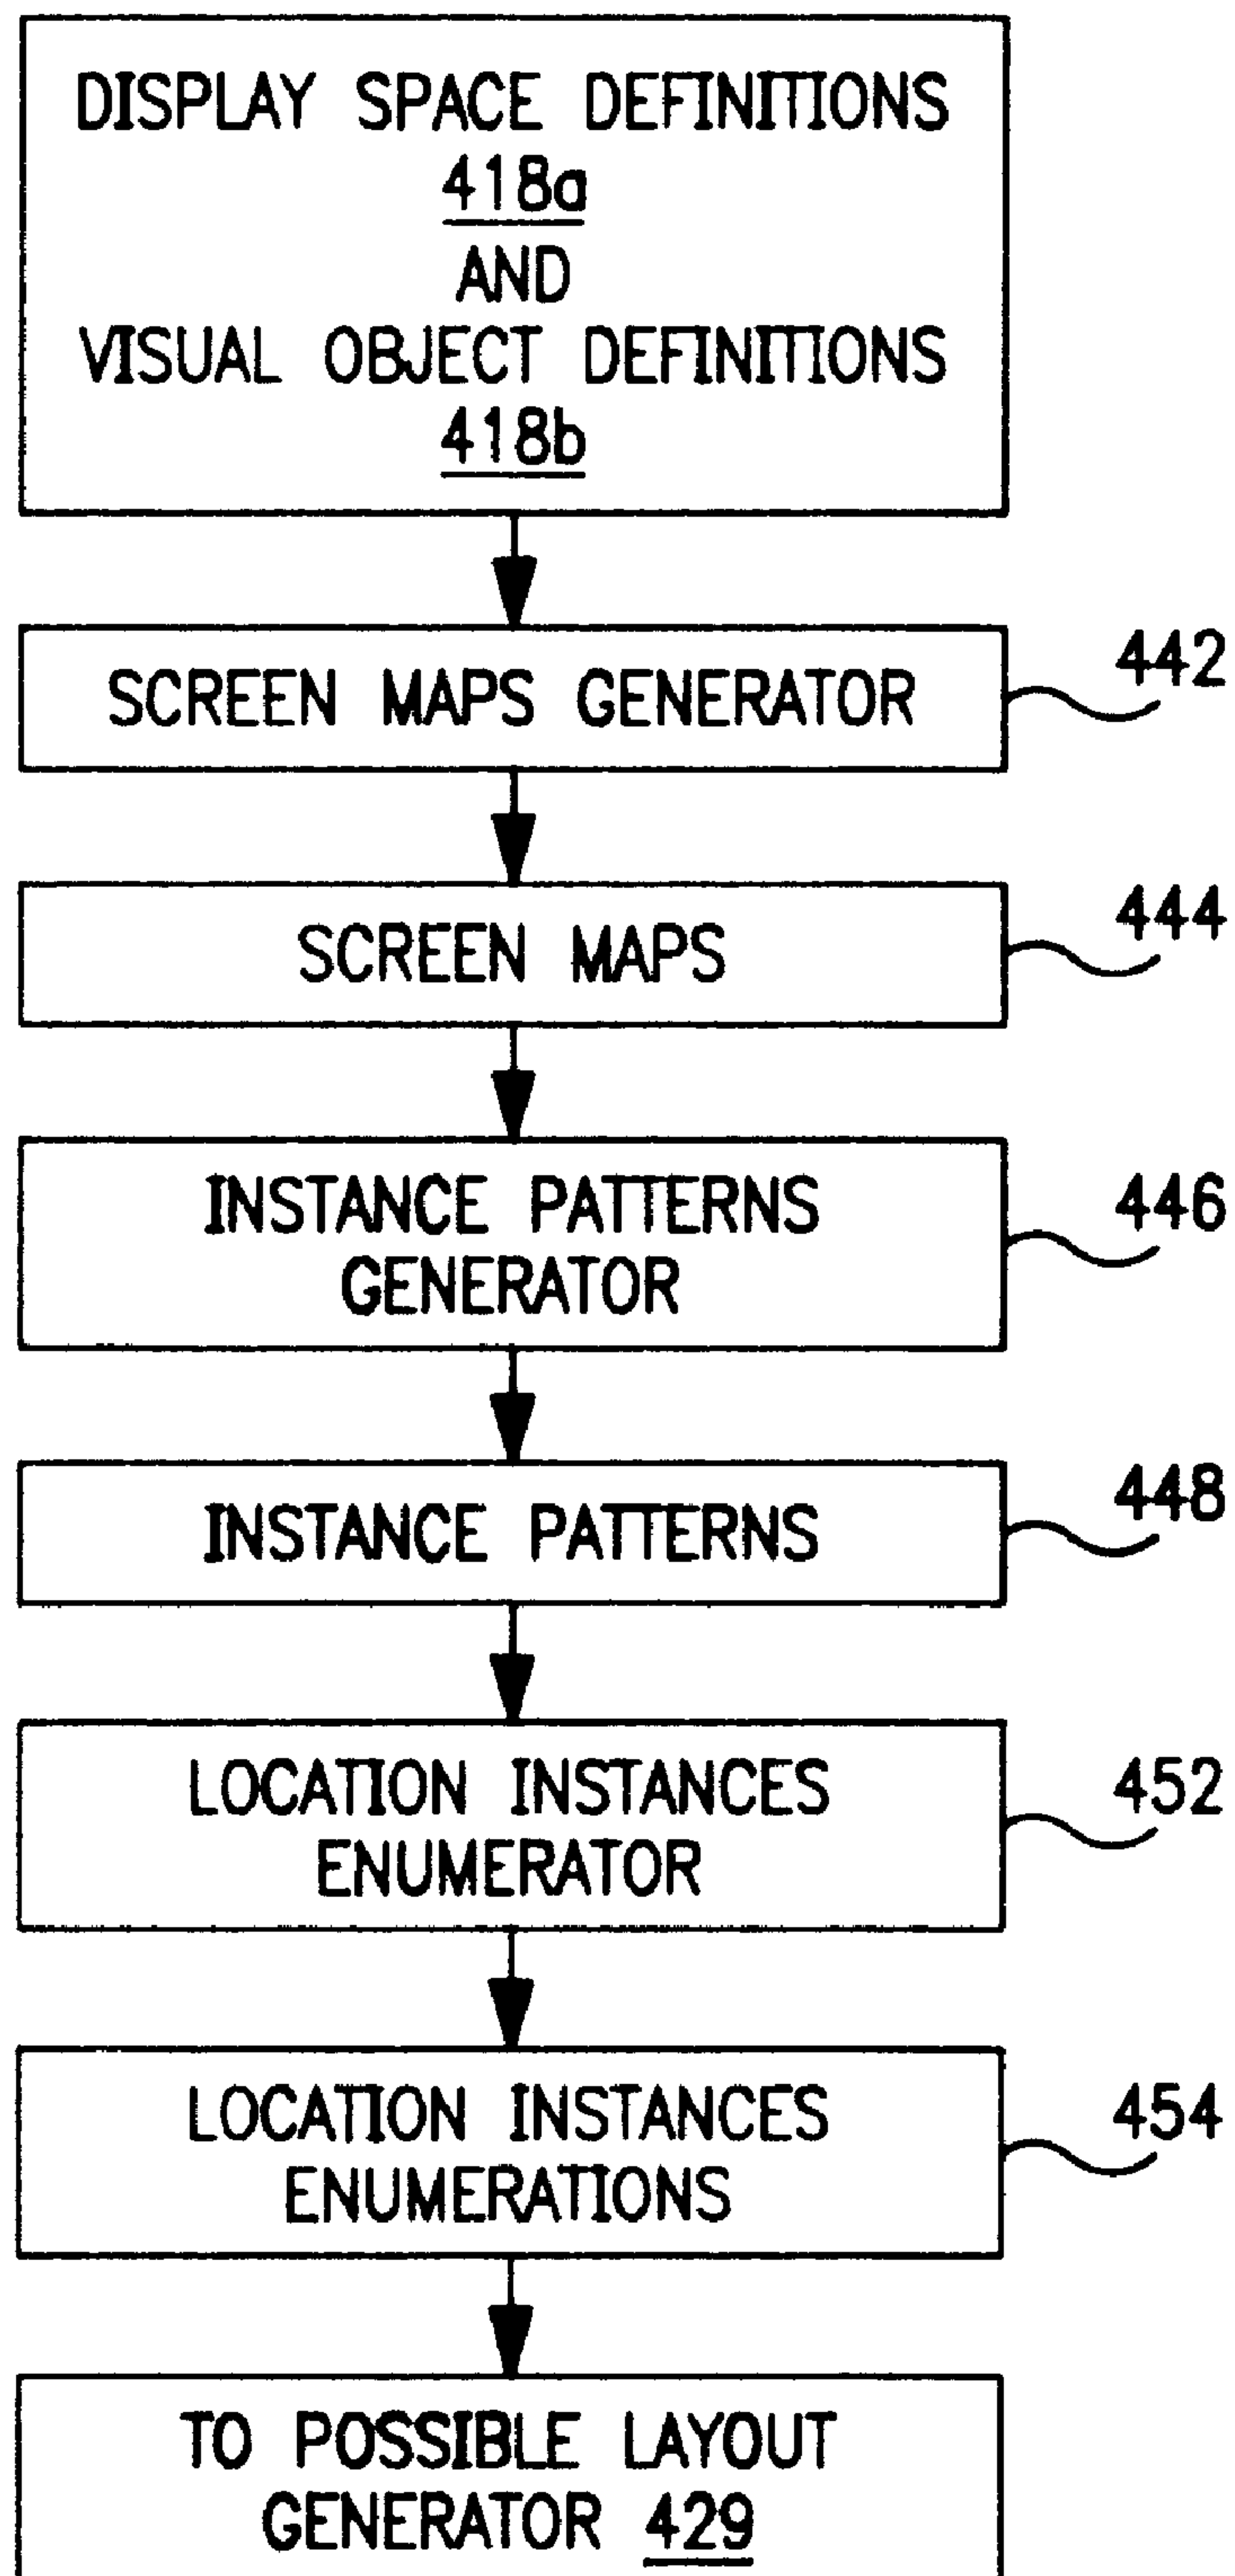 DISPLAY SPACE DEFINITIONS
418a
AND
VISUAL OBJECT DEFINITIONS
418b
SCREEN MAPS GENERATOR
442
SCREEN MAPS
444
INSTANCE PATTERNS
GENERATOR
446
INSTANCE PATTERNS
448
LOCATION INSTANCES
ENUMERATOR
452
LOCATION INSTANCES
ENUMERATIONS
454
TO POSSIBLE LAYOUT
GENERATOR 429